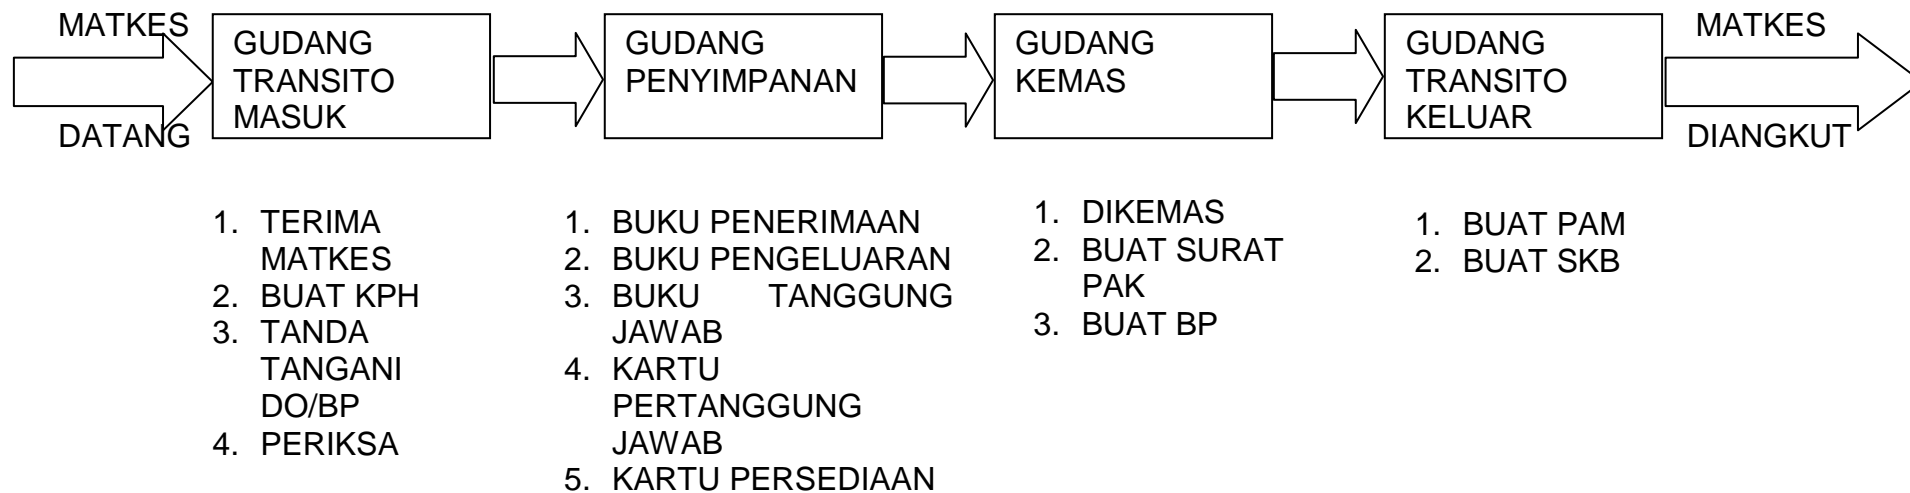 MATKES
DATANG
GUDANG
TRANSITO
MASUK
GUDANG
PENYIMPANAN
GUDANG
KEMAS
GUDANG
TRANSITO
KELUAR
MATKES
DIANGKUT
1. TERIMA
MATKES
2. BUAT KPH
3. TANDA
TANGANI
DO/BP
4. PERIKSA
1. BUKU PENERIMAAN
2. BUKU PENGELUARAN
3. BUKU TANGGUNG
JAWAB
4. KARTU
PERTANGGUNG
JAWAB
5. KARTU PERSEDIAAN
1. DIKEMAS
2. BUAT SURAT
PAK
3. BUAT BP
1. BUAT PAM
2. BUAT SKB